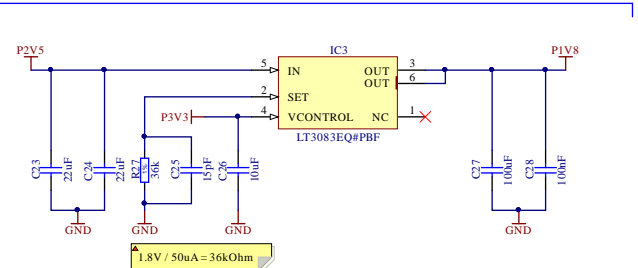 P2V5
IC3
P1V8
5
IN
OUT
3
OUT
6
2
SET
P3V3
4
VCONTROL
NC
1
LT3083EQ#PBF
C23
22uF
C24
22uF
R27
1%
36k
C25
15pF
C26
10uF
C27
100uF
C28
100nF
GND
GND
GND
GND
1.8V / 50uA = 36kOhm